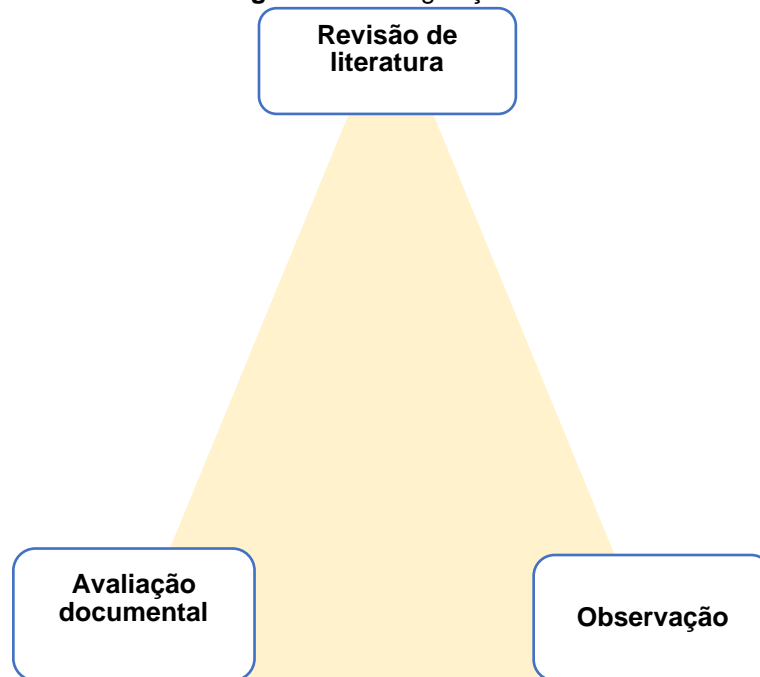 Revisão de
literatura
Avaliação
documental
Observação